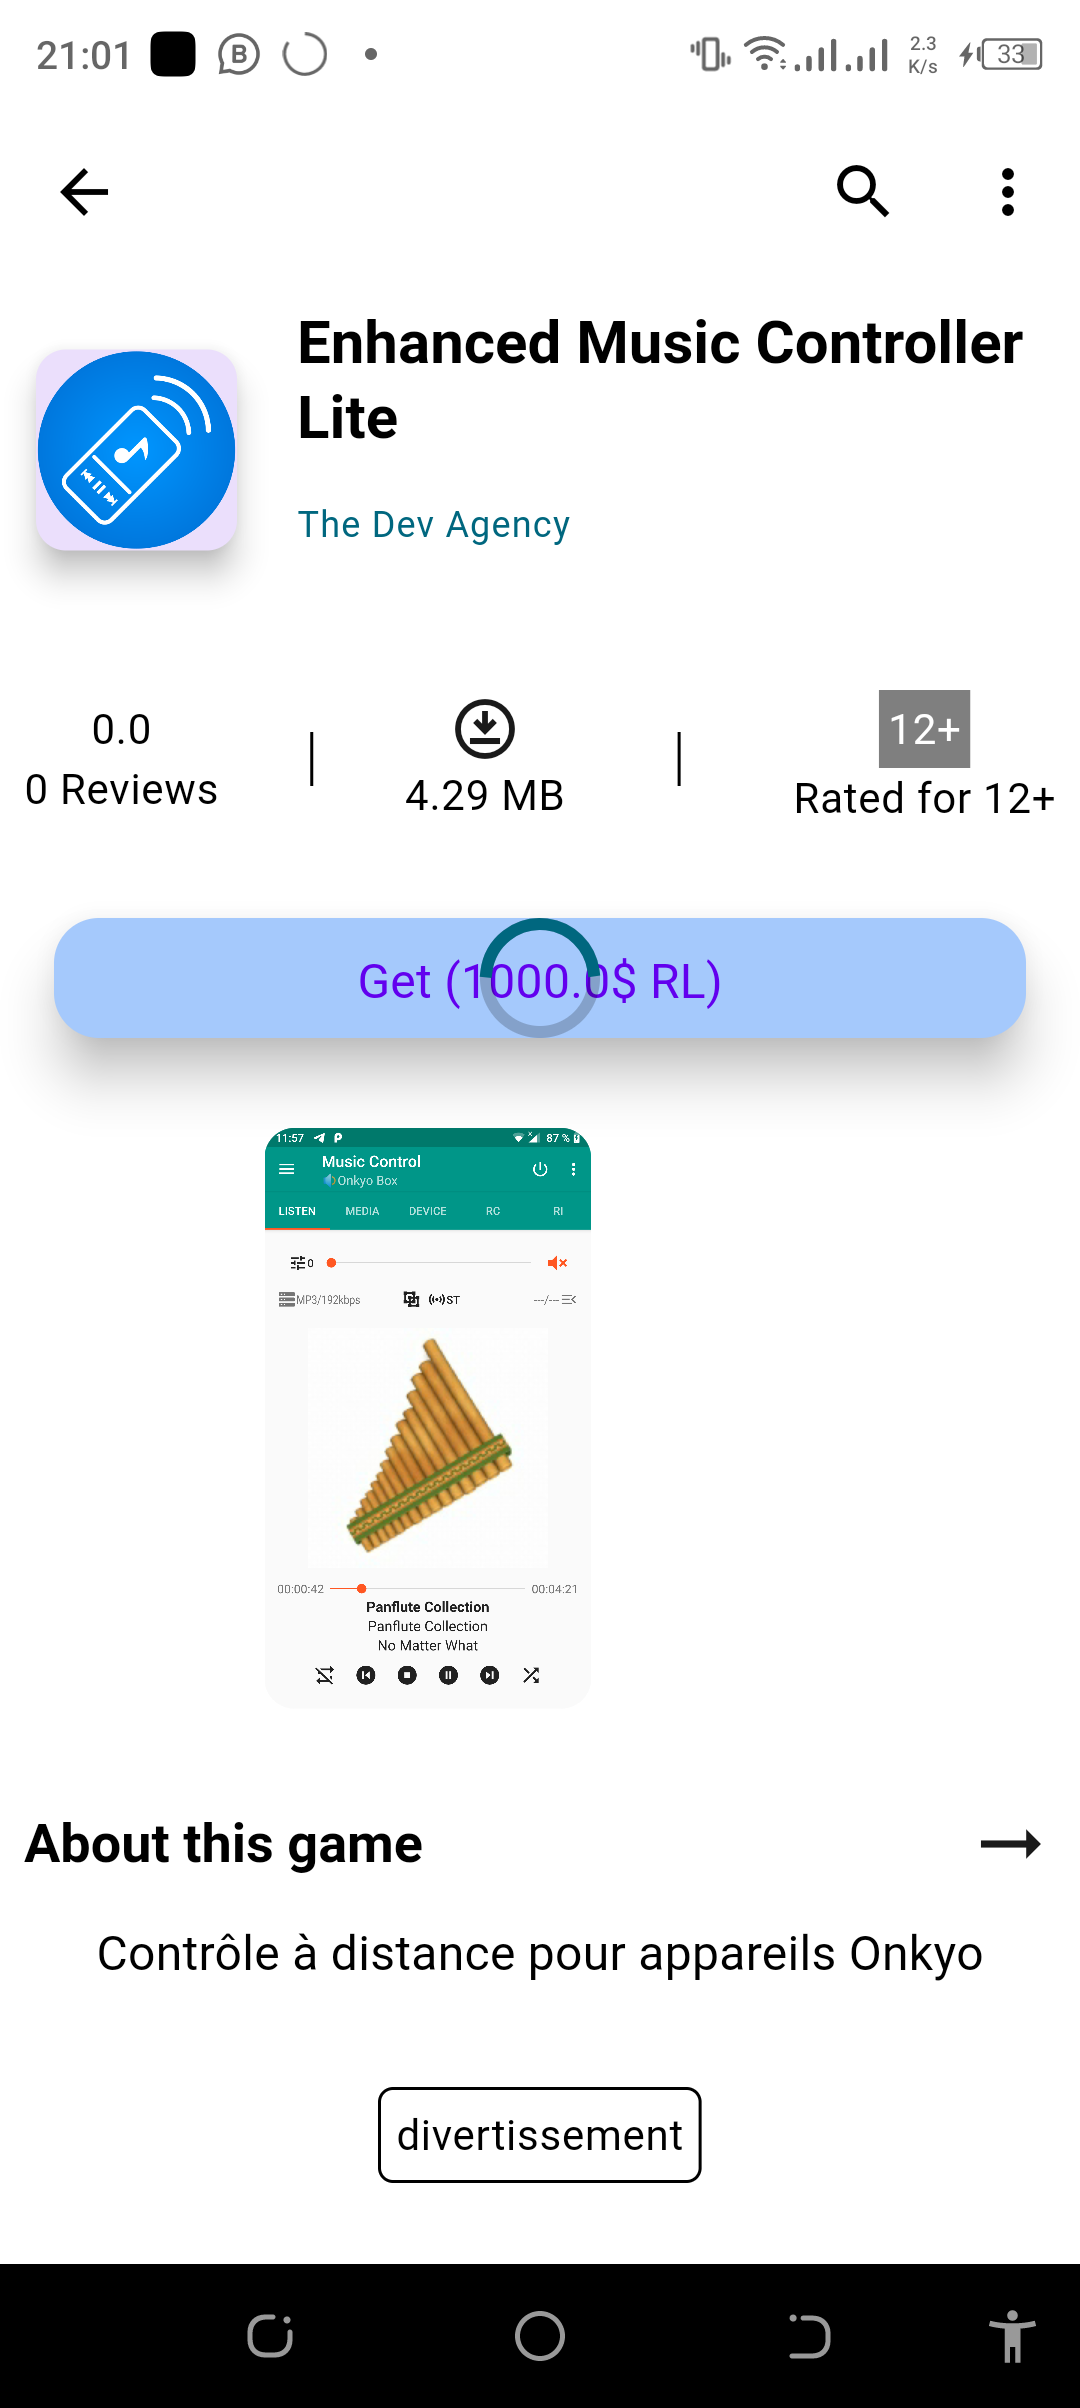 21:01
B
2.3
K/s
33
Enhanced Music Controller
Lite
The Dev Agency
0.0
0 Reviews
4.29 MB
12+
Rated for 12+
Get (1000.0$ RL)
11:57
87 %
Music Control
Onkyo Box
LISTEN MEDIA DEVICE RC RI
0
MP3/192kbps
ST
---/---
00:00:42
00:04:21
Panflute Collection
Panflute Collection
No Matter What
About this game
Contrôle à distance pour appareils Onkyo
divertissement